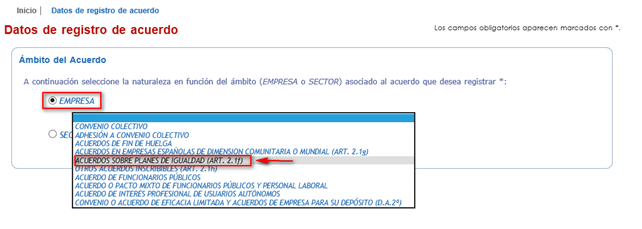 Inicio | Datos de registro de acuerdo
Datos de registro de acuerdo
Los campos obligatorios aparecen marcados con *.
Ámbito del Acuerdo
A continuación seleccione la naturaleza en función del ámbito (EMPRESA o SECTOR) asociado al acuerdo que desea registrar *:
EMPRESA
SEC
CONVENIO COLECTIVO
ADHESIÓN A CONVENIO COLECTIVO
ACUERDOS DE FIN DE HUELGA
ACUERDOS EN EMPRESAS ESPAÑOLAS DE DIMENSION COMUNITARIA O MUNDIAL (ART. 2.1g)
ACUERDOS SOBRE PLANES DE IGUALDAD (ART. 2.1f)
OTROS ACUERDOS INSCRIBIBLES (ART. 2.1h)
ACUERDO DE FUNCIONARIOS PÚBLICOS
ACUERDO O PACTO MIXTO DE FUNCIONARIOS PÚBLICOS Y PERSONAL LABORAL
ACUERDO DE INTERÉS PROFESIONAL DE USUARIOS AUTÓNOMOS
CONVENIO O ACUERDO DE EFICACIA LIMITADA Y ACUERDOS DE EMPRESA PARA SU DEPÓSITO (D.A.2ª)